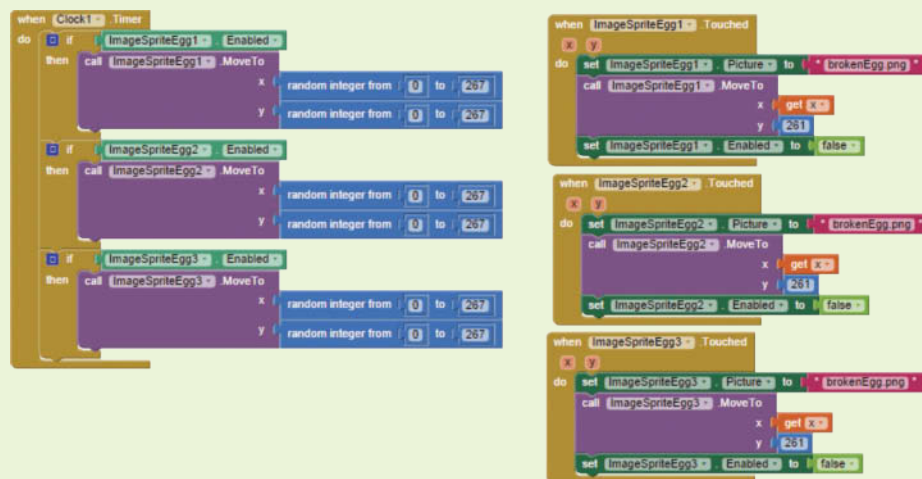 when Clock1 .Timer
do if ImageSpriteEgg1 . Enabled
then call ImageSpriteEgg1 .MoveTo
x random integer from 0 to 267
y random integer from 0 to 267
if ImageSpriteEgg2 . Enabled
then call ImageSpriteEgg2 .MoveTo
x random integer from 0 to 267
y random integer from 0 to 267
if ImageSpriteEgg3 . Enabled
then call ImageSpriteEgg3 .MoveTo
x random integer from 0 to 267
y random integer from 0 to 267
when ImageSpriteEgg1 .Touched
x y
do set ImageSpriteEgg1 . Picture to " brokenEgg.png "
call ImageSpriteEgg1 .MoveTo
x get x
y 261
set ImageSpriteEgg1 . Enabled to false
when ImageSpriteEgg2 .Touched
x y
do set ImageSpriteEgg2 . Picture to " brokenEgg.png "
call ImageSpriteEgg2 .MoveTo
x get x
y 261
set ImageSpriteEgg2 . Enabled to false
when ImageSpriteEgg3 .Touched
x y
do set ImageSpriteEgg3 . Picture to " brokenEgg.png "
call ImageSpriteEgg3 .MoveTo
x get x
y 261
set ImageSpriteEgg3 . Enabled to false